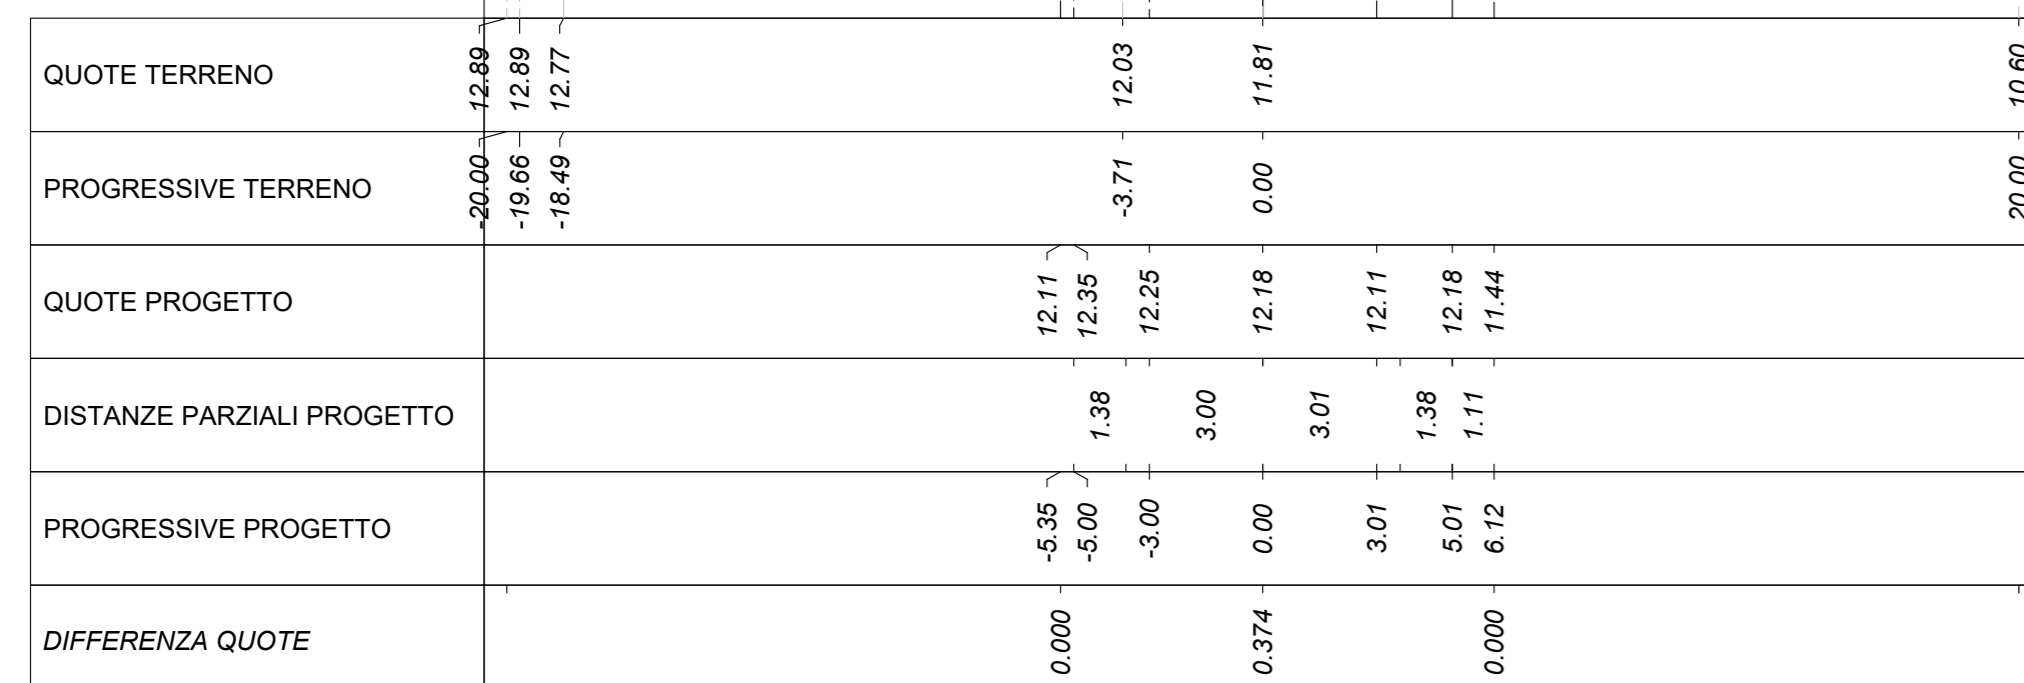 QUOTE TERRENO 12.89 12.89 12.77 12.03 11.81 10.60
PROGRESSIVE TERRENO -20.00 -19.66 -18.49 -3.71 0.00 20.00
QUOTE PROGETTO 12.11 12.35 12.25 12.18 12.11 12.18 11.44
DISTANZE PARZIALI PROGETTO 1.38 3.00 3.01 1.38 1.11
PROGRESSIVE PROGETTO -5.35 -5.00 -3.00 0.00 3.01 5.01 6.12
DIFFERENZA QUOTE 0.000 0.374 0.000